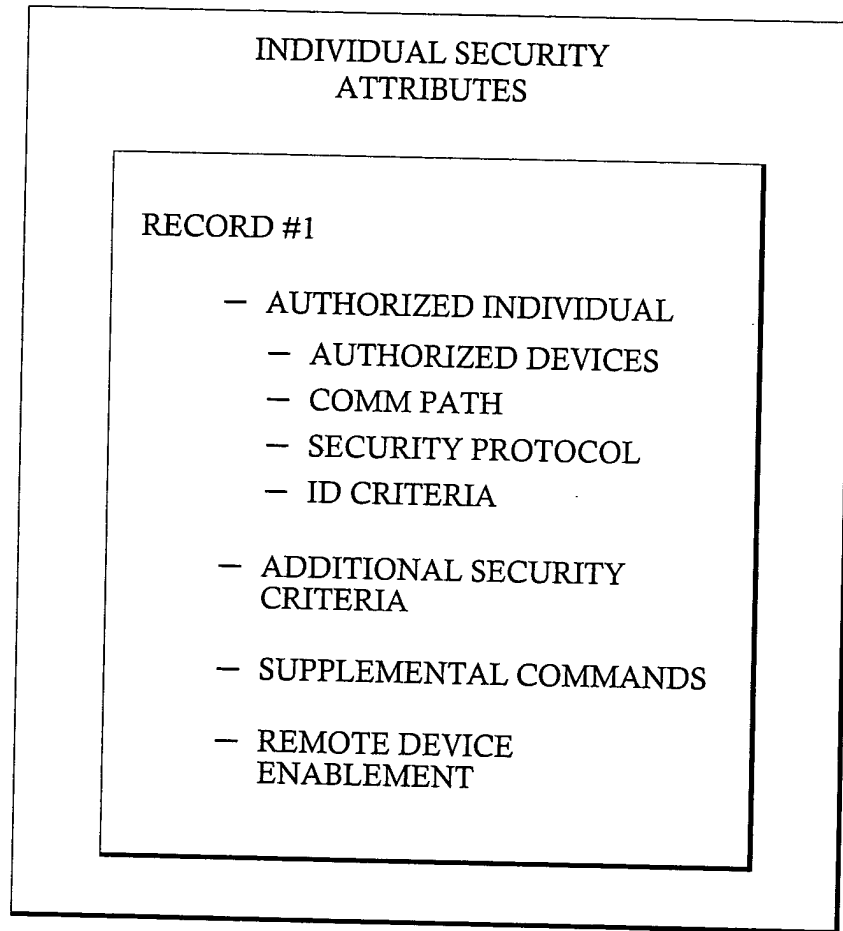 INDIVIDUAL SECURITY
ATTRIBUTES
RECORD #1
— AUTHORIZED INDIVIDUAL
— AUTHORIZED DEVICES
— COMM PATH
— SECURITY PROTOCOL
— ID CRITERIA
— ADDITIONAL SECURITY
CRITERIA
— SUPPLEMENTAL COMMANDS
— REMOTE DEVICE
ENABLEMENT